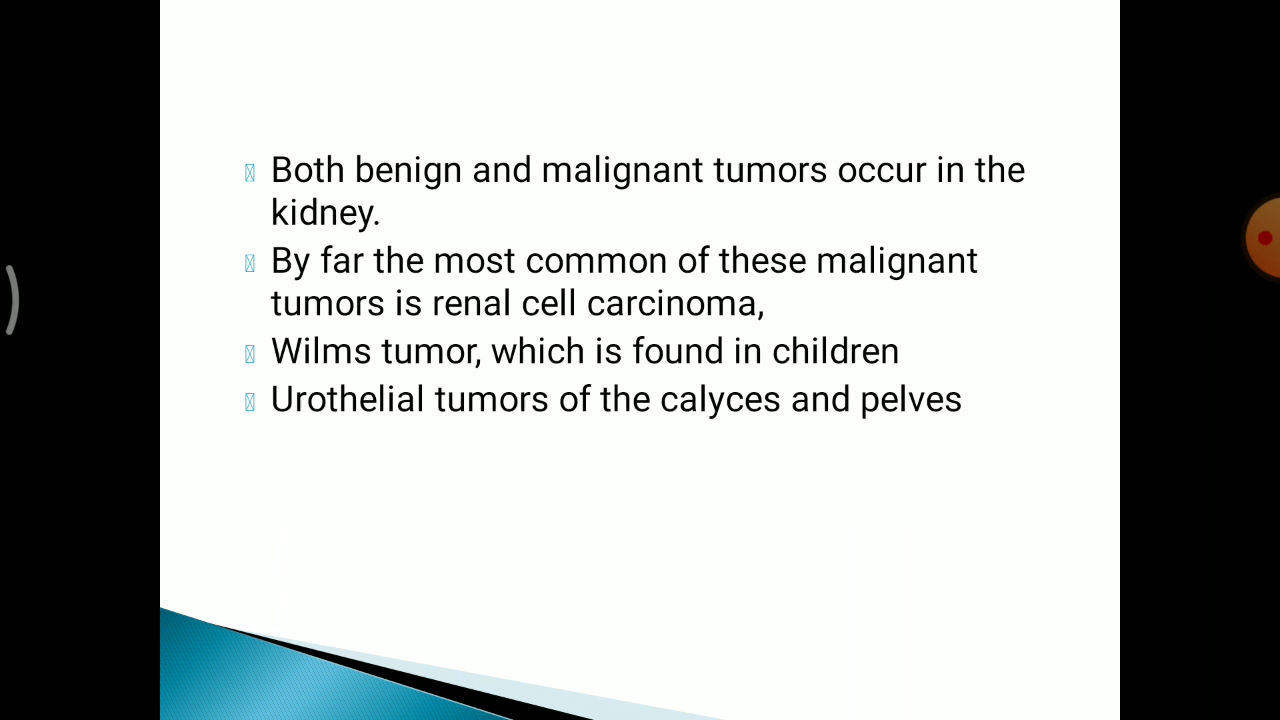 Both benign and malignant tumors occur in the
kidney.
By far the most common of these malignant
tumors is renal cell carcinoma,
Wilms tumor, which is found in children
Urothelial tumors of the calyces and pelves